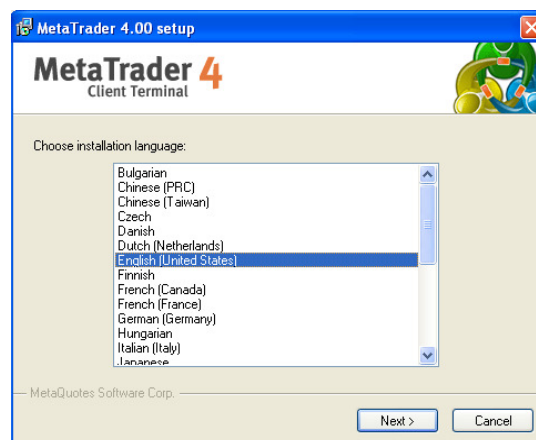 MetaTrader 4.00 setup
MetaTrader 4
Client Terminal
Choose installation language:
Bulgarian
Chinese (PRC)
Chinese (Taiwan)
Czech
Danish
Dutch (Netherlands)
English (United States)
Finnish
French (Canada)
French (France)
German (Germany)
Hungarian
Italian (Italy)
Japanese
MetaQuotes Software Corp.
Next > Cancel